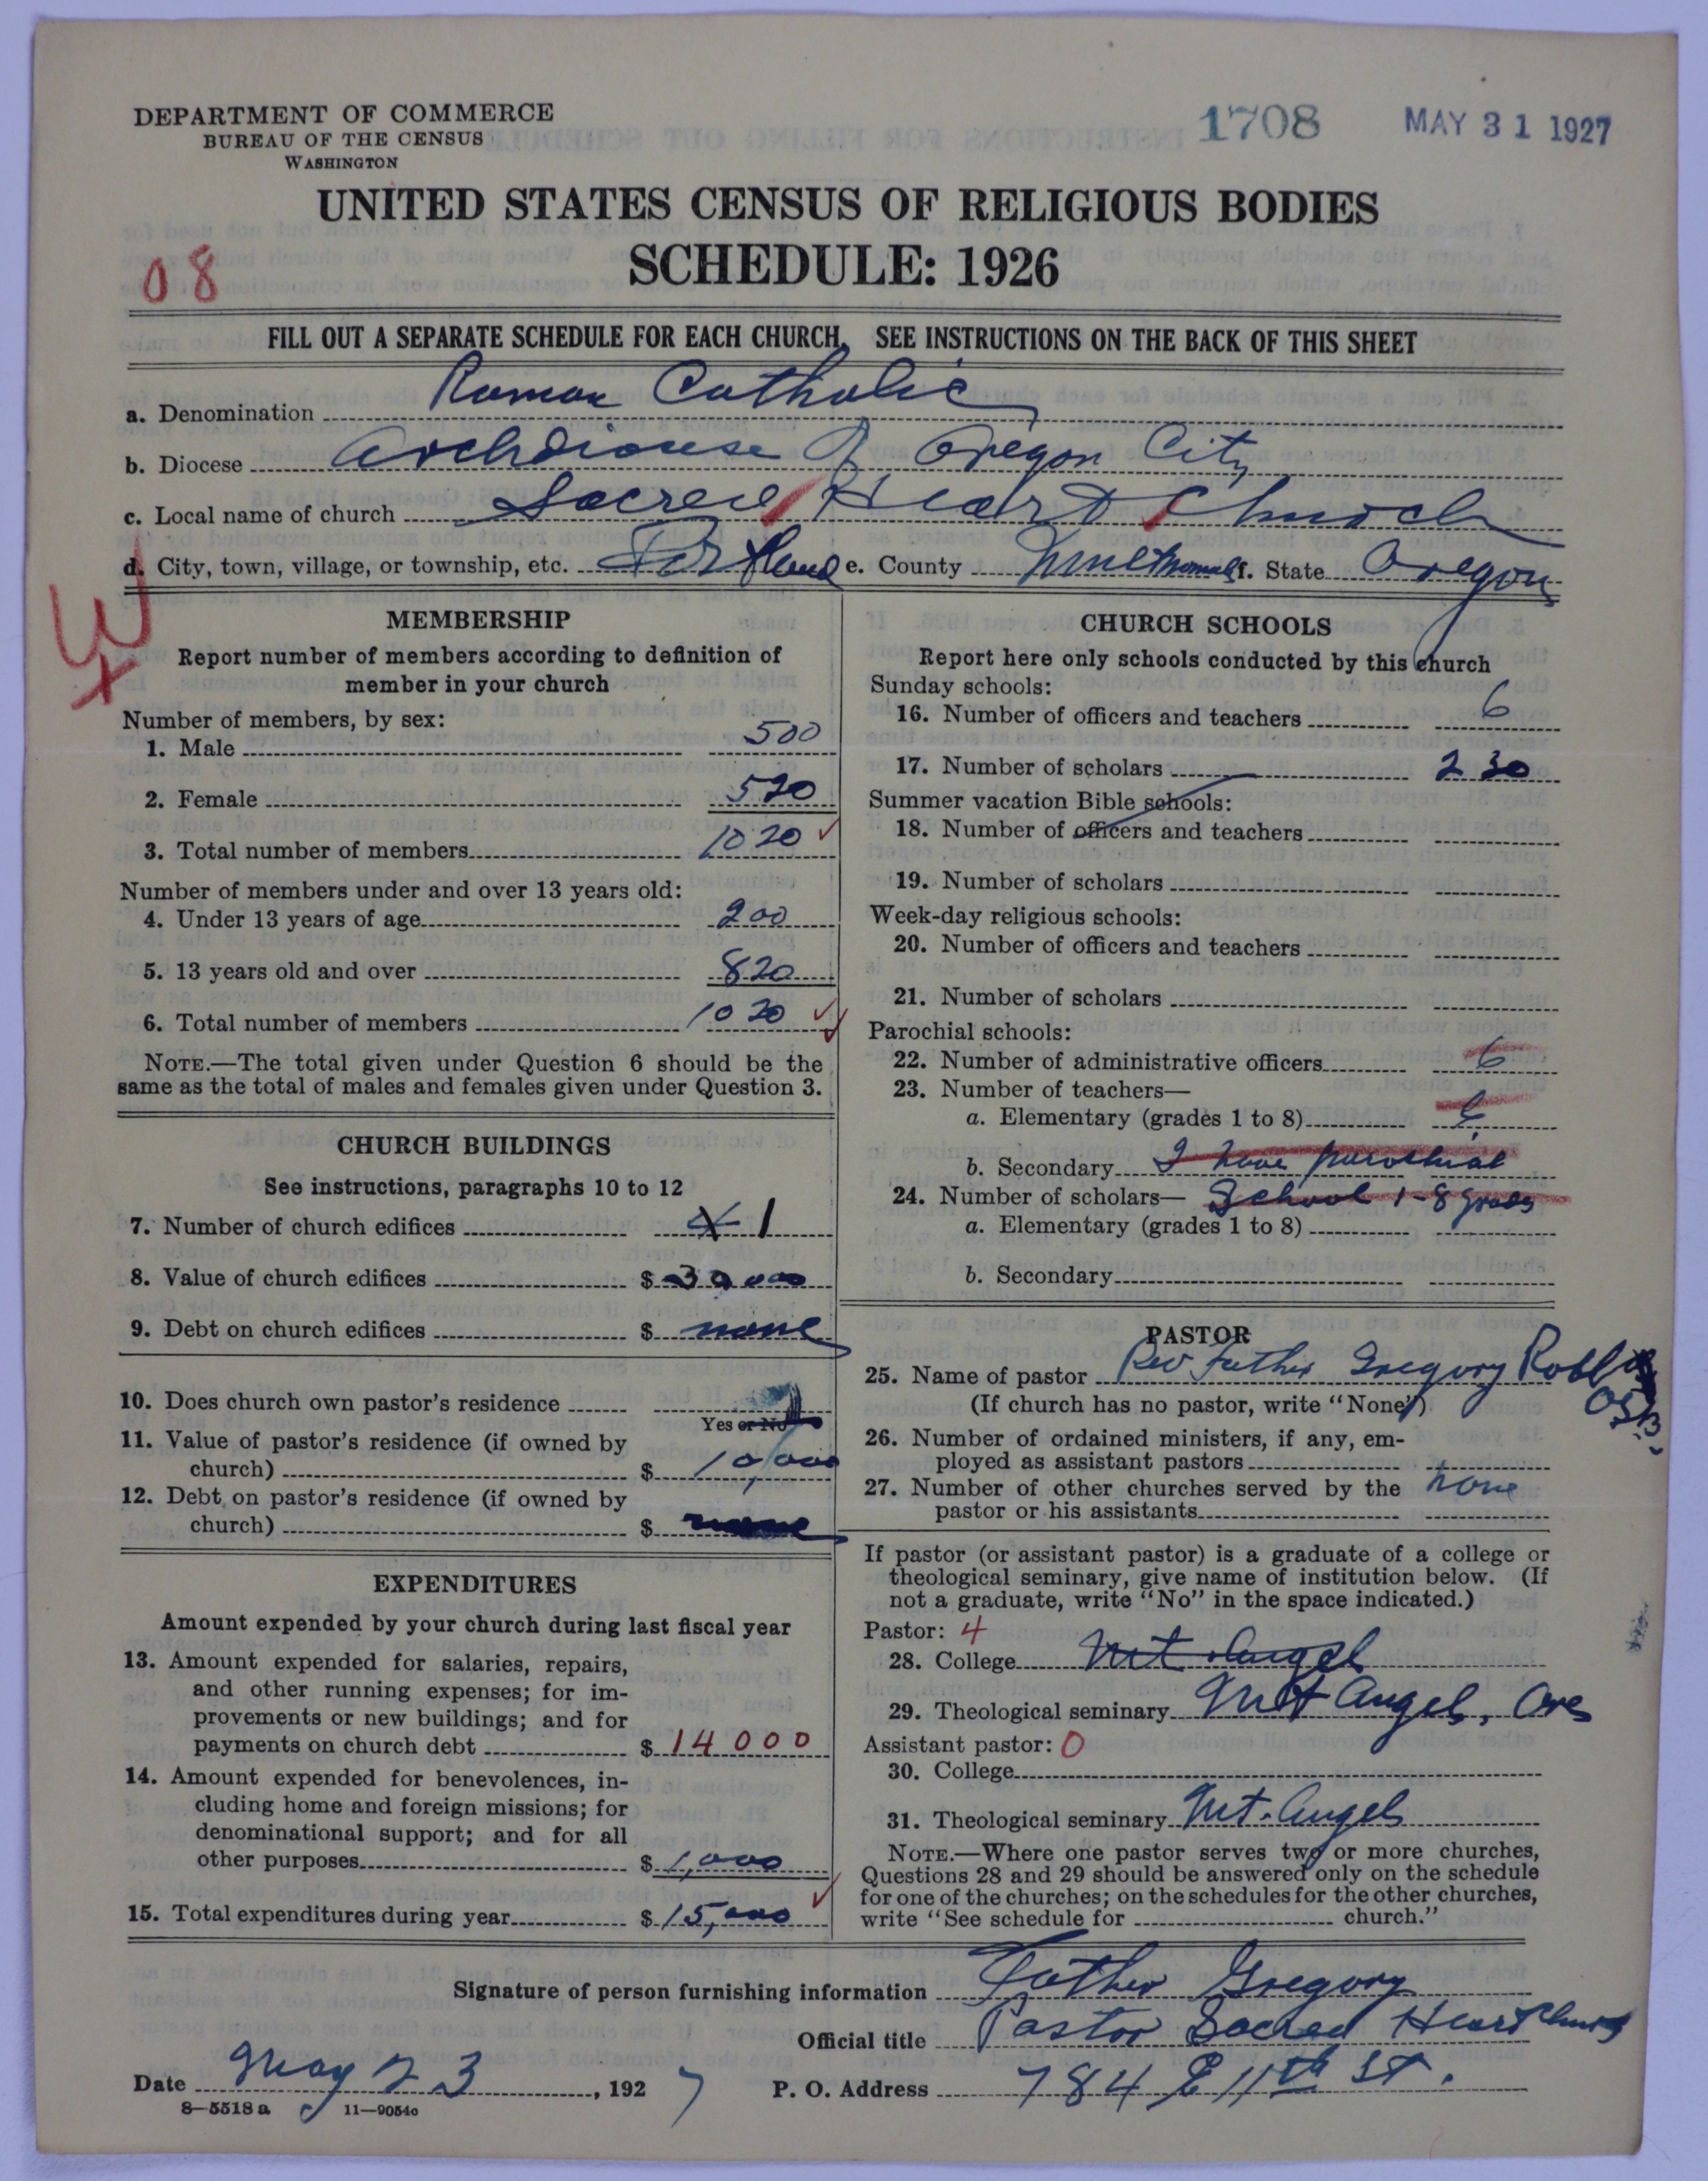 DEPARTMENT OF COMMERCE
BUREAU OF THE CENSUS
WASHINGTON
1708
MAY 31 1927
UNITED STATES CENSUS OF RELIGIOUS BODIES
SCHEDULE: 1926
08
FILL OUT A SEPARATE SCHEDULE FOR EACH CHURCH. SEE INSTRUCTIONS ON THE BACK OF THIS SHEET
a. Denomination Roman Catholic
b. Diocese Archdiocese of Oregon City
c. Local name of church Sacred Heart Church
d. City, town, village, or township, etc. Portland e. County Multnomah f. State Oregon
MEMBERSHIP
Report number of members according to definition of
member in your church
Number of members, by sex:
1. Male 500
2. Female 520
3. Total number of members 1020
Number of members under and over 13 years old:
4. Under 13 years of age 200
5. 13 years old and over 820
6. Total number of members 1020
NOTE.—The total given under Question 6 should be the
same as the total of males and females given under Question 3.
CHURCH BUILDINGS
See instructions, paragraphs 10 to 12
7. Number of church edifices 1
8. Value of church edifices $ 30000
9. Debt on church edifices $ none
10. Does church own pastor's residence
Yes or No
11. Value of pastor's residence (if owned by
church) $ 10,000
12. Debt on pastor's residence (if owned by
church) $ none
EXPENDITURES
Amount expended by your church during last fiscal year
13. Amount expended for salaries, repairs,
and other running expenses; for im-
provements or new buildings; and for
payments on church debt $ 14000
14. Amount expended for benevolences, in-
cluding home and foreign missions; for
denominational support; and for all
other purposes $ 1,000
15. Total expenditures during year $ 15,000
CHURCH SCHOOLS
Report here only schools conducted by this church
Sunday schools:
16. Number of officers and teachers 6
17. Number of scholars 230
Summer vacation Bible schools:
18. Number of officers and teachers
19. Number of scholars
Week-day religious schools:
20. Number of officers and teachers
21. Number of scholars
Parochial schools:
22. Number of administrative officers 6
23. Number of teachers—
a. Elementary (grades 1 to 8) 6
b. Secondary I have parochial
24. Number of scholars— School 1-8 grades
a. Elementary (grades 1 to 8)
b. Secondary
PASTOR
25. Name of pastor Rev Father Gregory OSB.
(If church has no pastor, write "None")
26. Number of ordained ministers, if any, em-
ployed as assistant pastors
27. Number of other churches served by the none
pastor or his assistants
If pastor (or assistant pastor) is a graduate of a college or
theological seminary, give name of institution below. (If
not a graduate, write "No" in the space indicated.)
Pastor: 4
28. College Mt. Angel
29. Theological seminary Mt Angel, Ore
Assistant pastor: 0
30. College
31. Theological seminary Mt. Angel
NOTE.—Where one pastor serves two or more churches,
Questions 28 and 29 should be answered only on the schedule
for one of the churches; on the schedules for the other churches,
write "See schedule for church."
Signature of person furnishing information Father Gregory
Official title Pastor Sacred Heart Church
Date May 23, 1927 P. O. Address 784 E 11th St.
8—5518 a 11—9054c